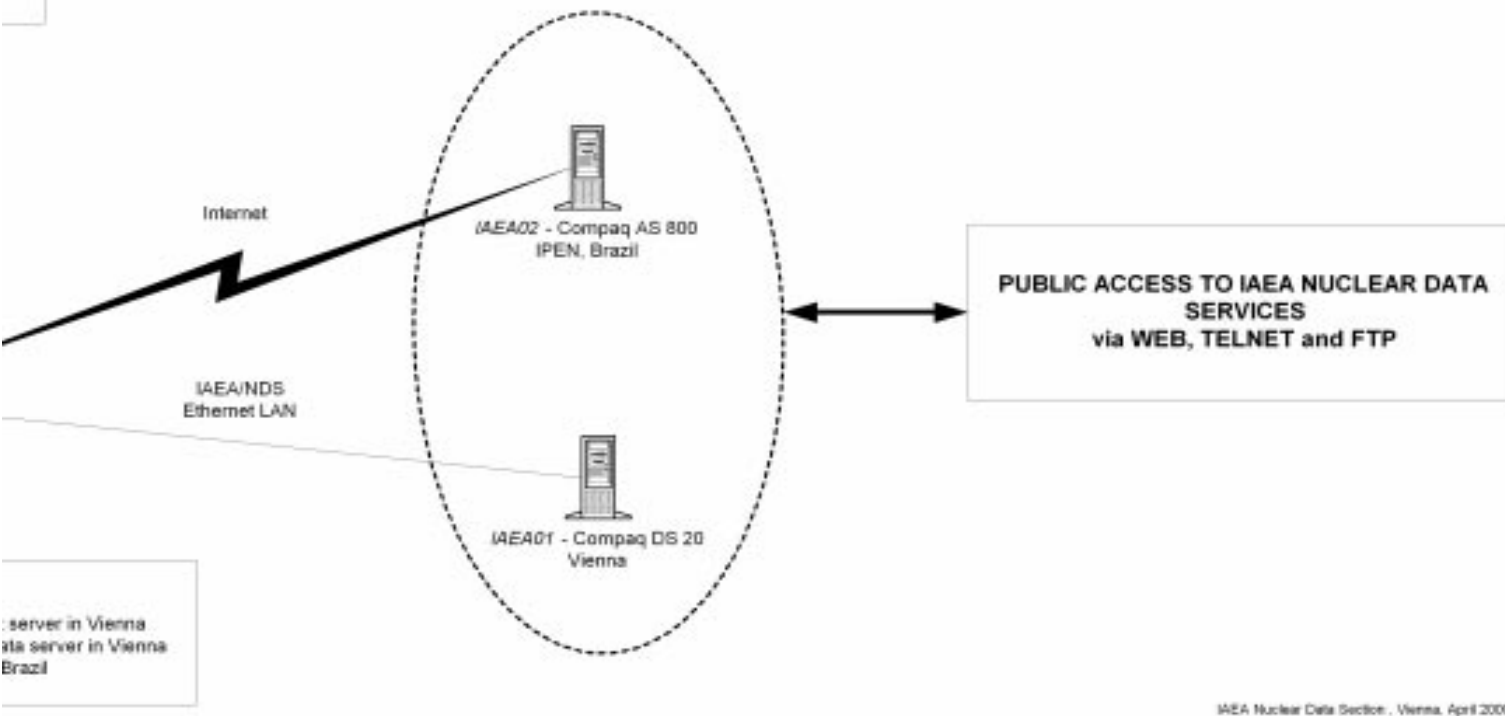 Internet
IAEA02 - Compaq AS 800
IPEN, Brazil
PUBLIC ACCESS TO IAEA NUCLEAR DATA
SERVICES
via WEB, TELNET and FTP
IAEA/NDS
Ethernet LAN
IAEA01 - Compaq DS 20
Vienna
server in Vienna
server in Vienna
Brazil
IAEA Nuclear Data Section, Vienna, April